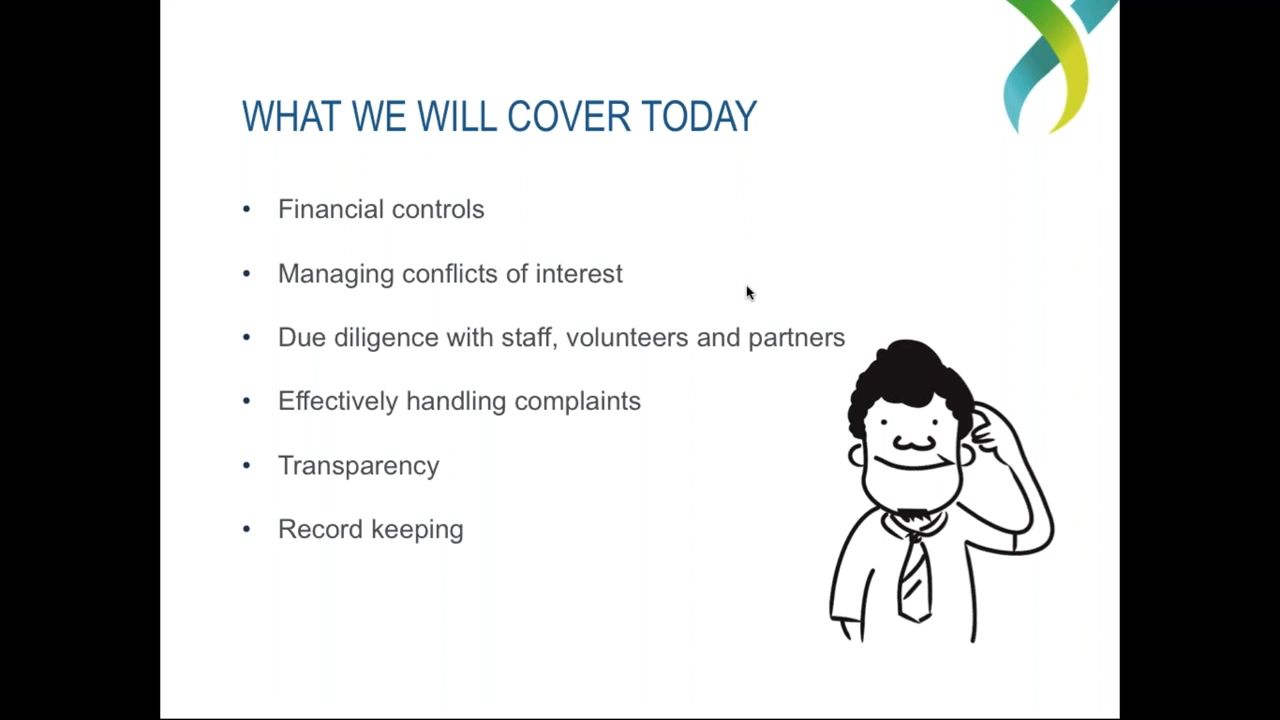 WHAT WE WILL COVER TODAY
• Financial controls
• Managing conflicts of interest
• Due diligence with staff, volunteers and partners
• Effectively handling complaints
• Transparency
• Record keeping